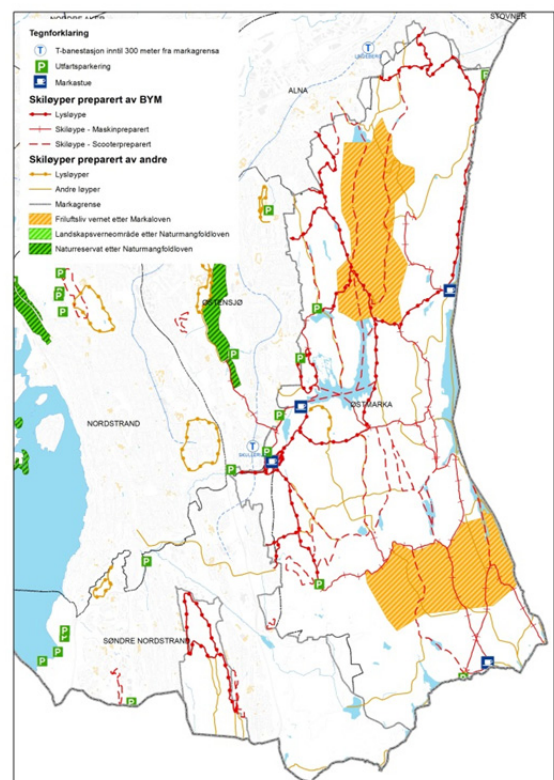 STOVNER
Tegnforklaring
T-banestasjon inntil 300 meter fra markagrensa
Utfartsparkering
Markastue
Skiløyper preparert av BYM
Lysløype
Skiløype - Maskinpreparert
Skiløype - Scooterpreparert
Skiløyper preparert av andre
Lysløyper
Andre løyper
Markagrense
Friluftsliv vernet etter Markaloven
Landskapsverneområde etter Naturmangfoldloven
Naturreservat etter Naturmangfoldloven
ALNA
ØSTENSJØ
ØSTMARKA
NORDSTRAND
SØNDRE NORDSTRAND